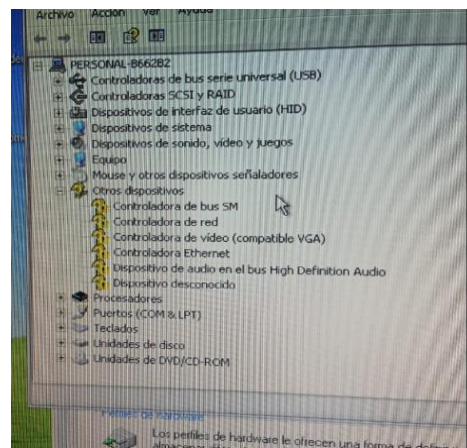 Archivo Acción Ver Ayuda
PERSONAL-B662B2
Controladoras de bus serie universal (USB)
Controladoras SCSI y RAID
Dispositivos de interfaz de usuario (HID)
Dispositivos de sistema
Dispositivos de sonido, vídeo y juegos
Equipo
Mouse y otros dispositivos señaladores
Otros dispositivos
Controladora de bus SM
Controladora de red
Controladora de vídeo (compatible VGA)
Controladora Ethernet
Dispositivo de audio en el bus High Definition Audio
Dispositivo desconocido
Procesadores
Puertos (COM & LPT)
Teclados
Unidades de disco
Unidades de DVD/CD-ROM
Perfiles de hardware
Los perfiles de hardware le ofrecen una forma de